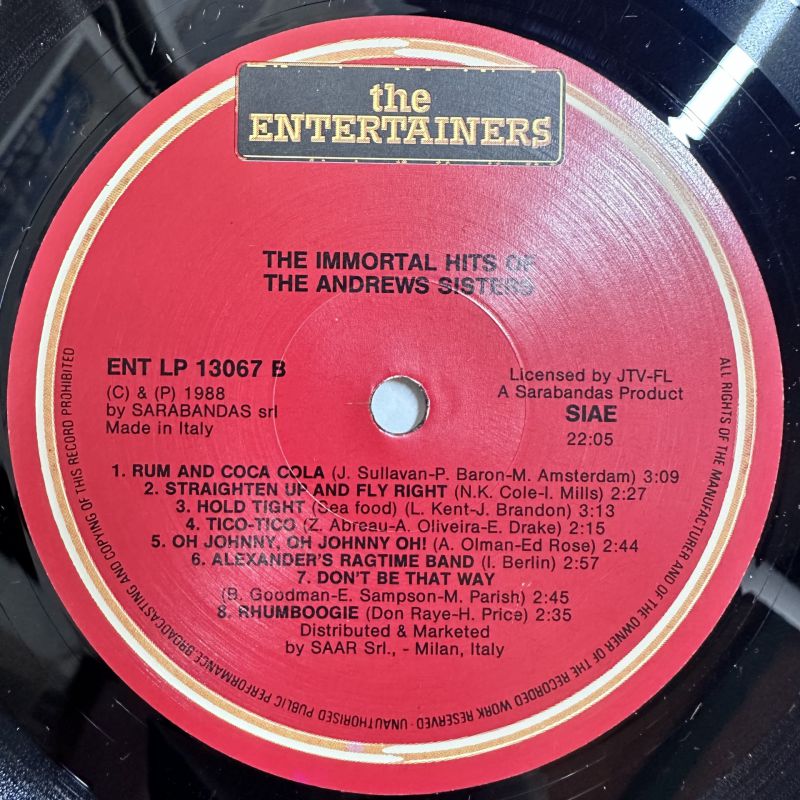 the
ENTERTAINERS
THE IMMORTAL HITS OF
THE ANDREWS SISTERS
ENT LP 13067 B
(C) & (P) 1988
by SARABANDAS srl
Made in Italy
Licensed by JTV-FL
A Sarabandas Product
SIAE
22:05
1. RUM AND COCA COLA (J. Sullavan-P. Baron-M. Amsterdam) 3:09
2. STRAIGHTEN UP AND FLY RIGHT (N.K. Cole-I. Mills) 2:27
3. HOLD TIGHT (Sea food) (L. Kent-J. Brandon) 3:13
4. TICO-TICO (Z. Abreau-A. Oliveira-E. Drake) 2:15
5. OH JOHNNY, OH JOHNNY OH! (A. Olman-Ed Rose) 2:44
6. ALEXANDER'S RAGTIME BAND (I. Berlin) 2:57
7. DON'T BE THAT WAY
(B. Goodman-E. Sampson-M. Parish) 2:45
8. RHUMBOOGIE (Don Raye-H. Price) 2:35
Distributed & Marketed
by SAAR Srl., - Milan, Italy
ALL RIGHTS OF THE MANUFACTURER AND OF THE OWNER OF THE RECORDED WORK RESERVED - UNAUTHORISED PUBLIC PERFORMANCE BROADCASTING AND COPYING OF THIS RECORD PROHIBITED